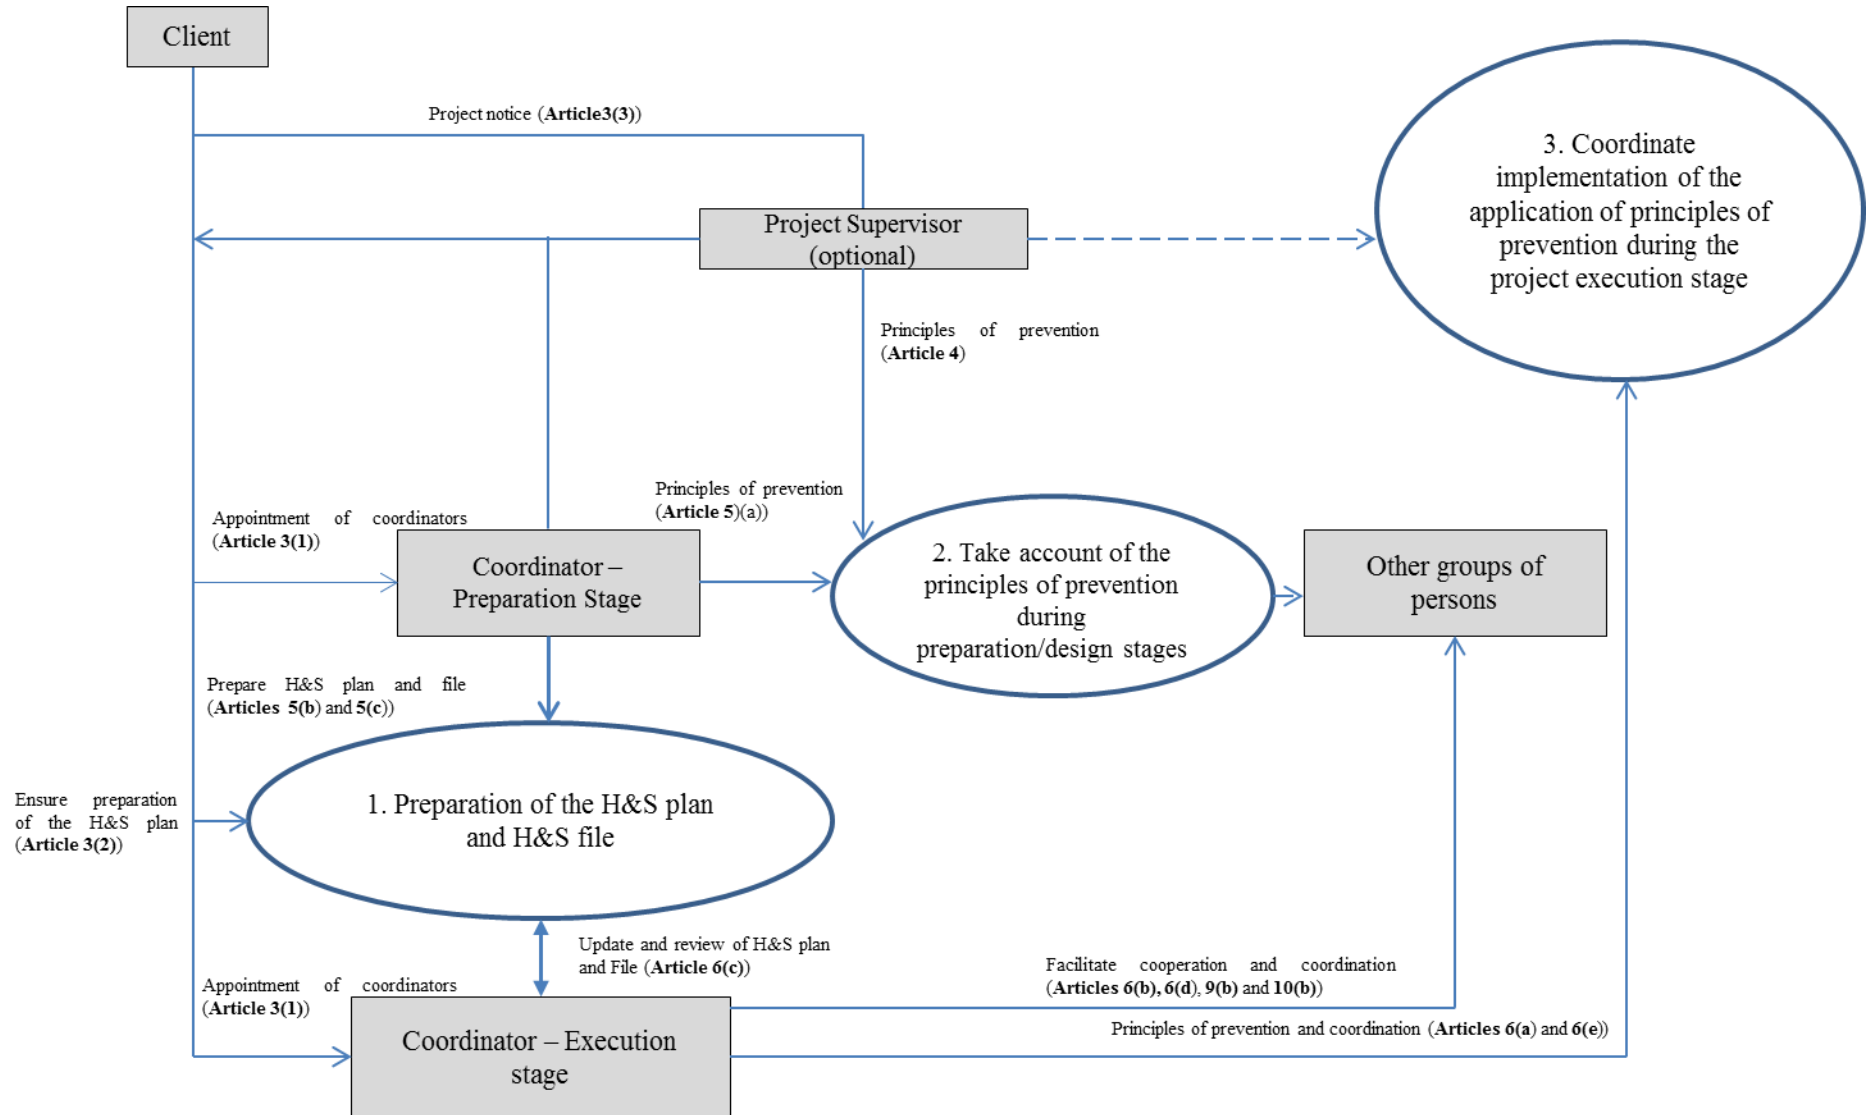 Client
Project notice (Article3(3))
3. Coordinate
implementation of the
application of principles of
prevention during the
project execution stage
Project Supervisor
(optional)
Principles of prevention
(Article 4)
Principles of prevention
(Article 5)(a))
Appointment of coordinators
(Article 3(1))
Coordinator –
Preparation Stage
2. Take account of the
principles of prevention
during
preparation/design stages
Other groups of
persons
Prepare H&S plan and file
(Articles 5(b) and 5(c))
Ensure preparation
of the H&S plan
(Article 3(2))
1. Preparation of the H&S plan
and H&S file
Update and review of H&S plan
and File (Article 6(c))
Appointment of coordinators
(Article 3(1))
Facilitate cooperation and coordination
(Articles 6(b), 6(d), 9(b) and 10(b))
Principles of prevention and coordination (Articles 6(a) and 6(e))
Coordinator – Execution
stage